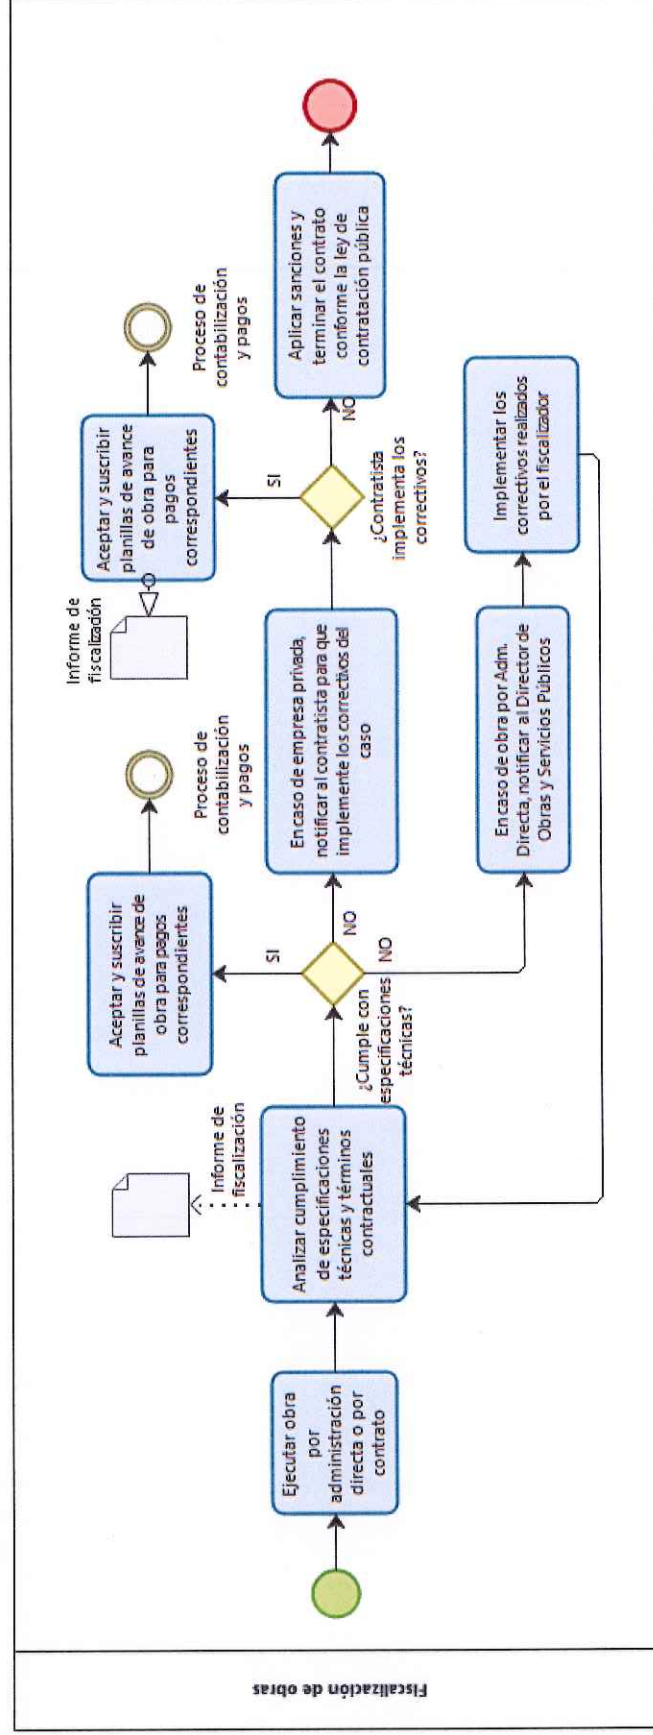 Fiscalización de obras
Ejecutar obra
por
administración
directa o por
contrato
Analizar cumplimiento
de especificaciones
técnicas y términos
contractuales
Informe de
fiscalización
¿Cumple con
especificaciones
técnicas?
SI
NO
NO
Aceptar y suscribir
planillas de avance de
obra para pagos
correspondientes
Proceso de
contabilización
y pagos
En caso de empresa privada,
notificar al contratista para que
implemente los correctivos del
caso
En caso de obra por Adm.
Directa, notificar al Director de
Obras y Servicios Públicos
Implementar los
correctivos realizados
por el fiscalizador
¿Contratista
implementa los
correctivos?
SI
NO
Informe de
fiscalización
Aceptar y suscribir
planillas de avance
de obra para
pagos
correspondientes
Proceso de
contabilización
y pagos
Aplicar sanciones y
terminar el contrato
conforme la ley de
contratación pública